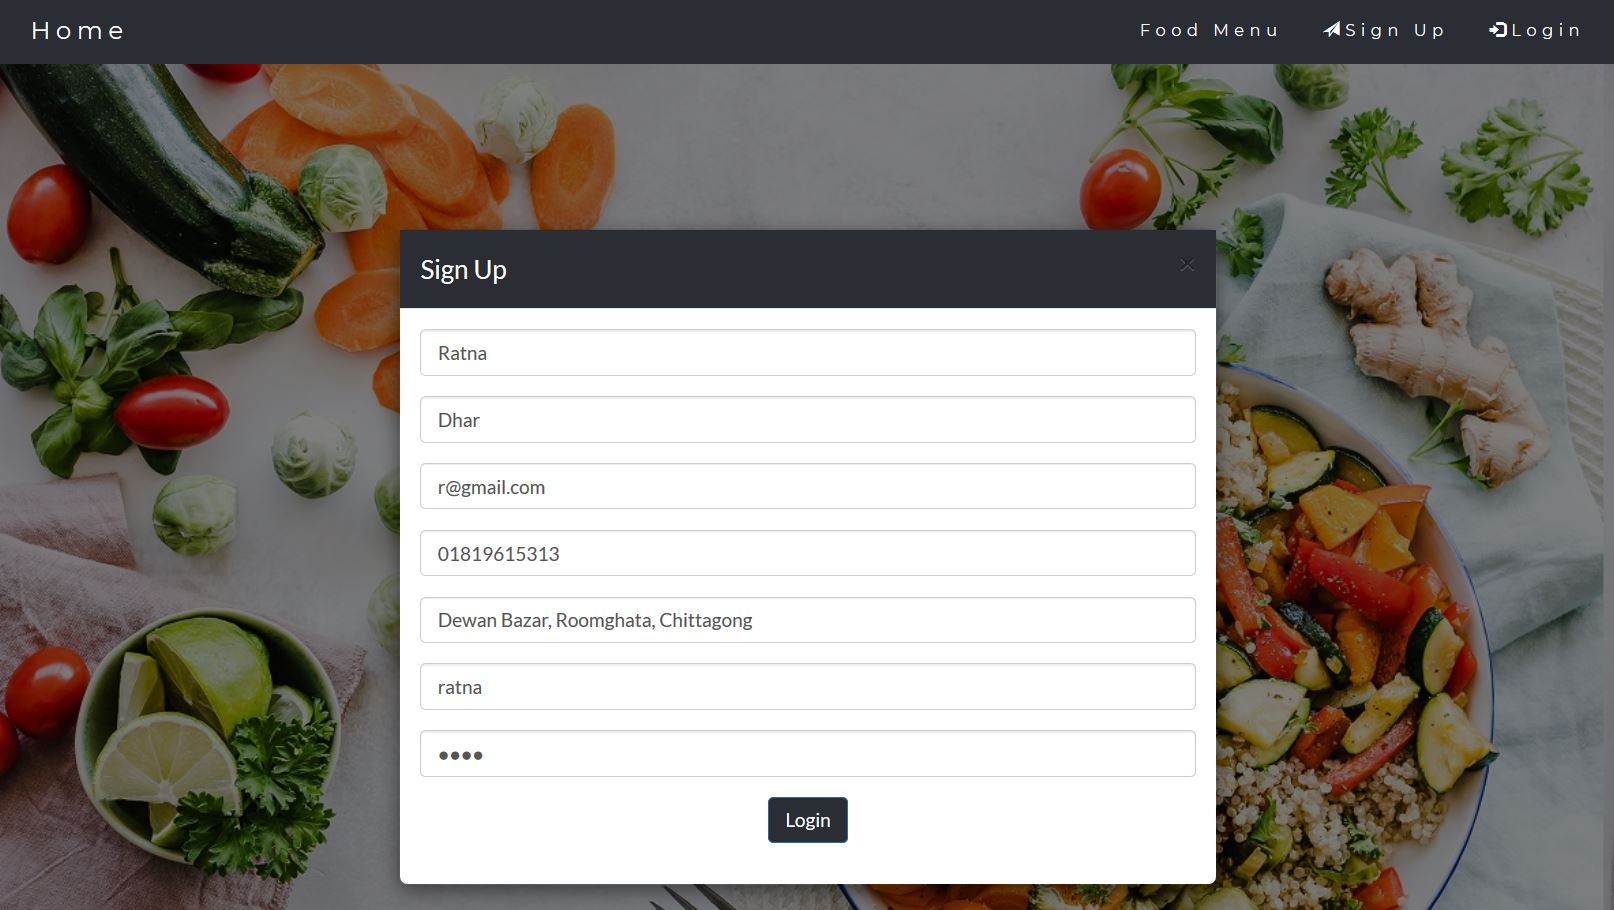 Home
Food Menu
Sign Up
Login
Sign Up
×
Ratna
Dhar
r@gmail.com
01819615313
Dewan Bazar, Roomghata, Chittagong
ratna
••••
Login